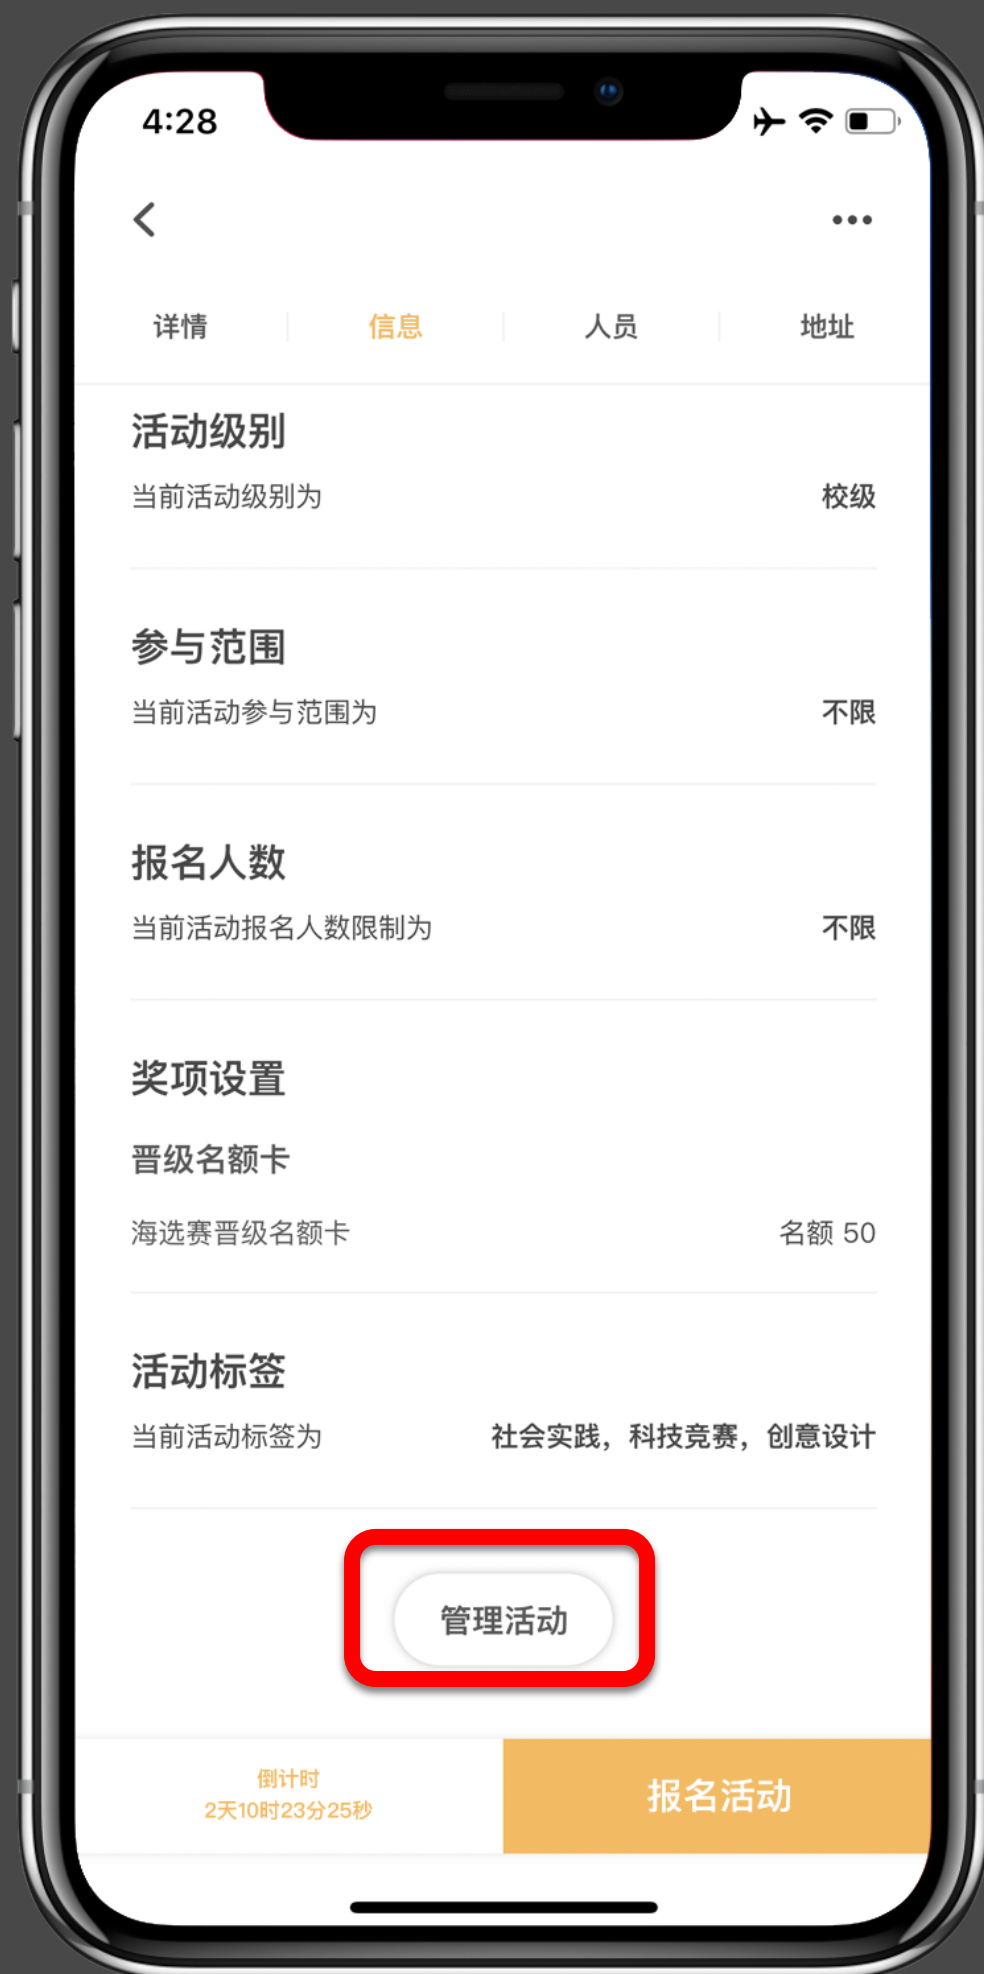 4:28
详情
信息
人员
地址
活动级别
当前活动级别为 校级
参与范围
当前活动参与范围为 不限
报名人数
当前活动报名人数限制为 不限
奖项设置
晋级名额卡
海选赛晋级名额卡 名额 50
活动标签
当前活动标签为 社会实践，科技竞赛，创意设计
管理活动
倒计时
2天10时23分25秒
报名活动